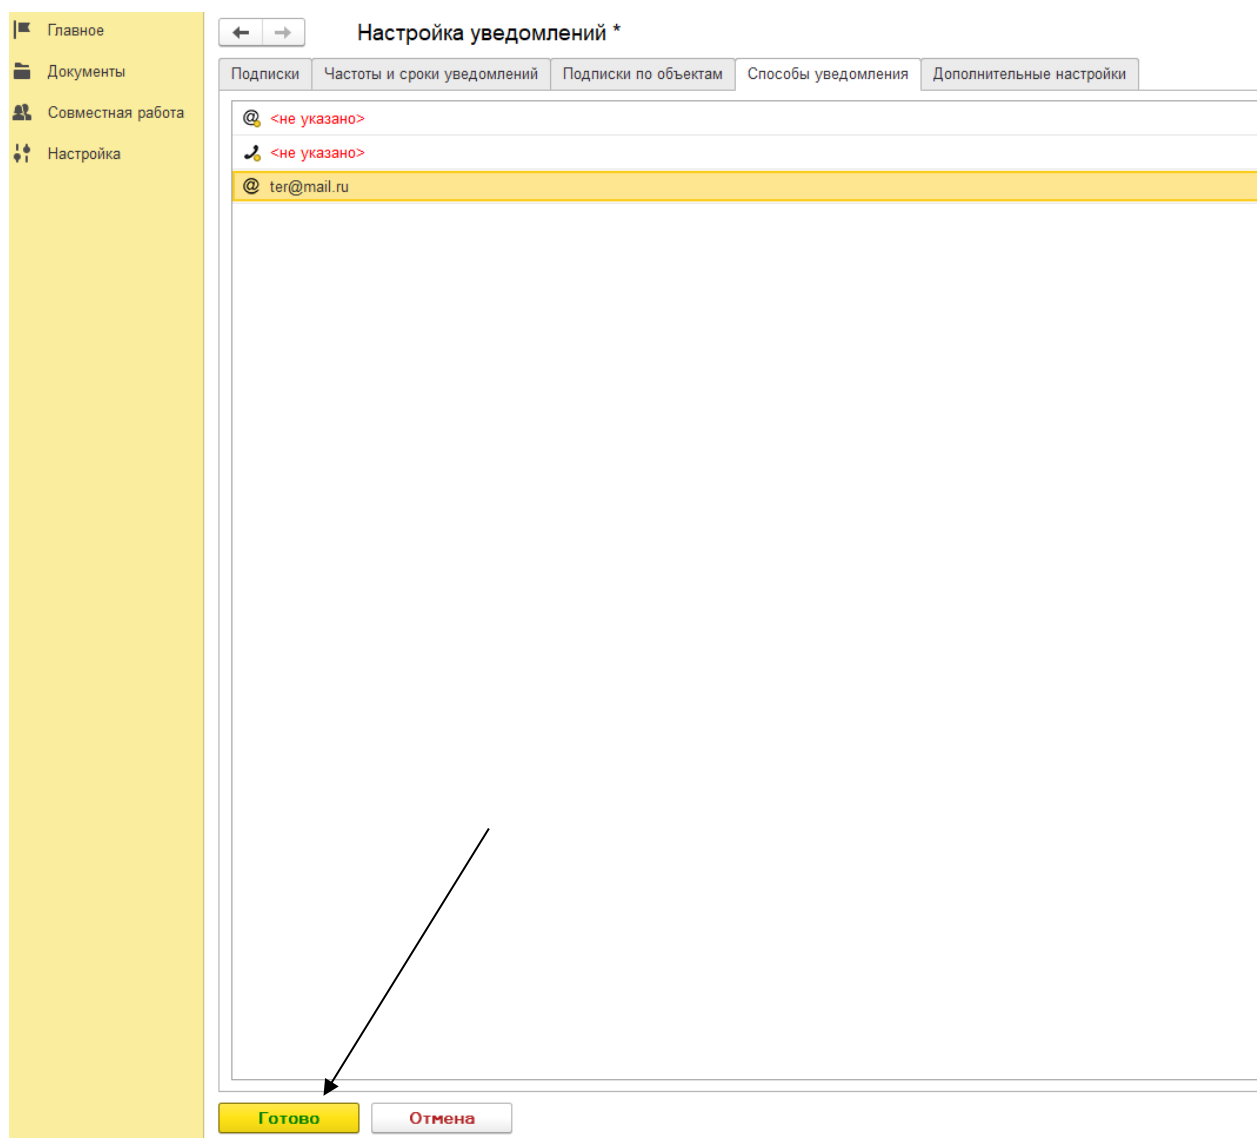 Главное
Документы
Совместная работа
Настройка
Настройка уведомлений *
Подписки Частоты и сроки уведомлений Подписки по объектам Способы уведомления Дополнительные настройки
<не указано>
<не указано>
ter@mail.ru
Готово Отмена